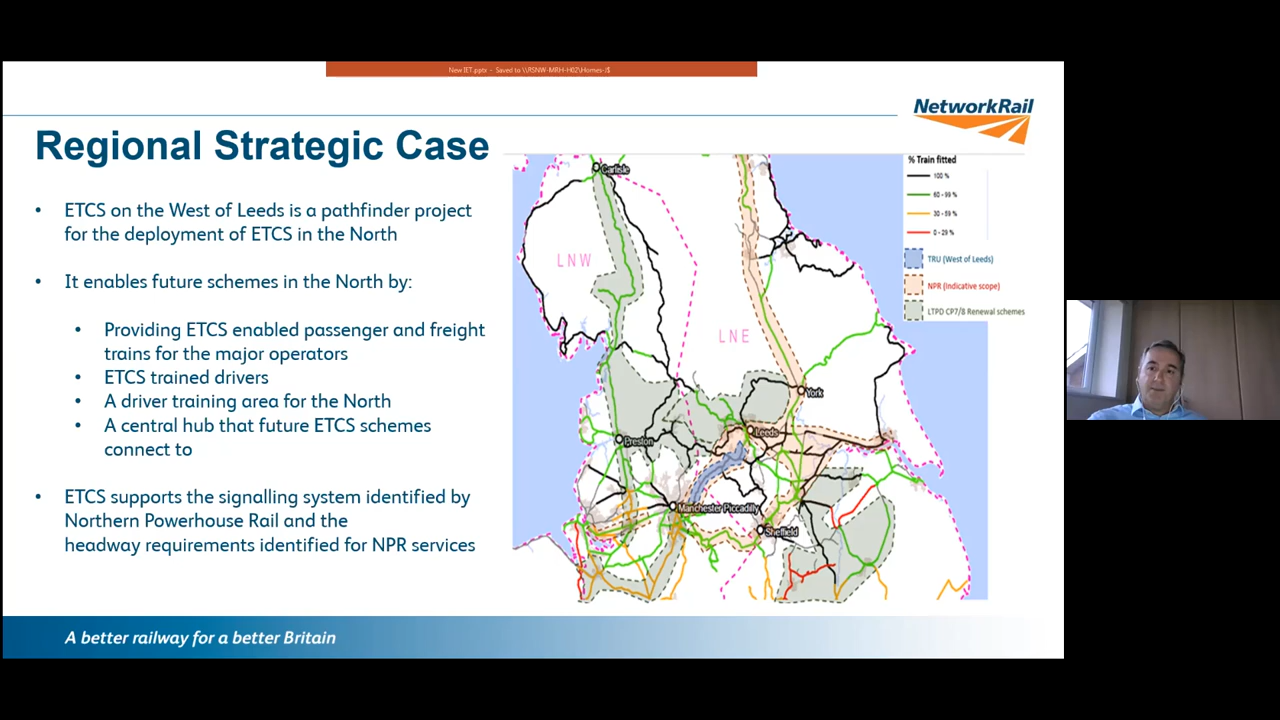 New IET.pptx - Saved to \\RSNW-MRH-H02\Homes-J$
NetworkRail
Regional Strategic Case
• ETCS on the West of Leeds is a pathfinder project
for the deployment of ETCS in the North
• It enables future schemes in the North by:
• Providing ETCS enabled passenger and freight
trains for the major operators
• ETCS trained drivers
• A driver training area for the North
• A central hub that future ETCS schemes
connect to
• ETCS supports the signalling system identified by
Northern Powerhouse Rail and the
headway requirements identified for NPR services
Carlisle
LNW
LNE
York
Leeds
Preston
Manchester Piccadilly
Sheffield
% Train fitted
100 %
60 - 99 %
30 - 59 %
0 - 29 %
TRU (West of Leeds)
NPR (Indicative scope)
LTPD CP7/8 Renewal schemes
A better railway for a better Britain